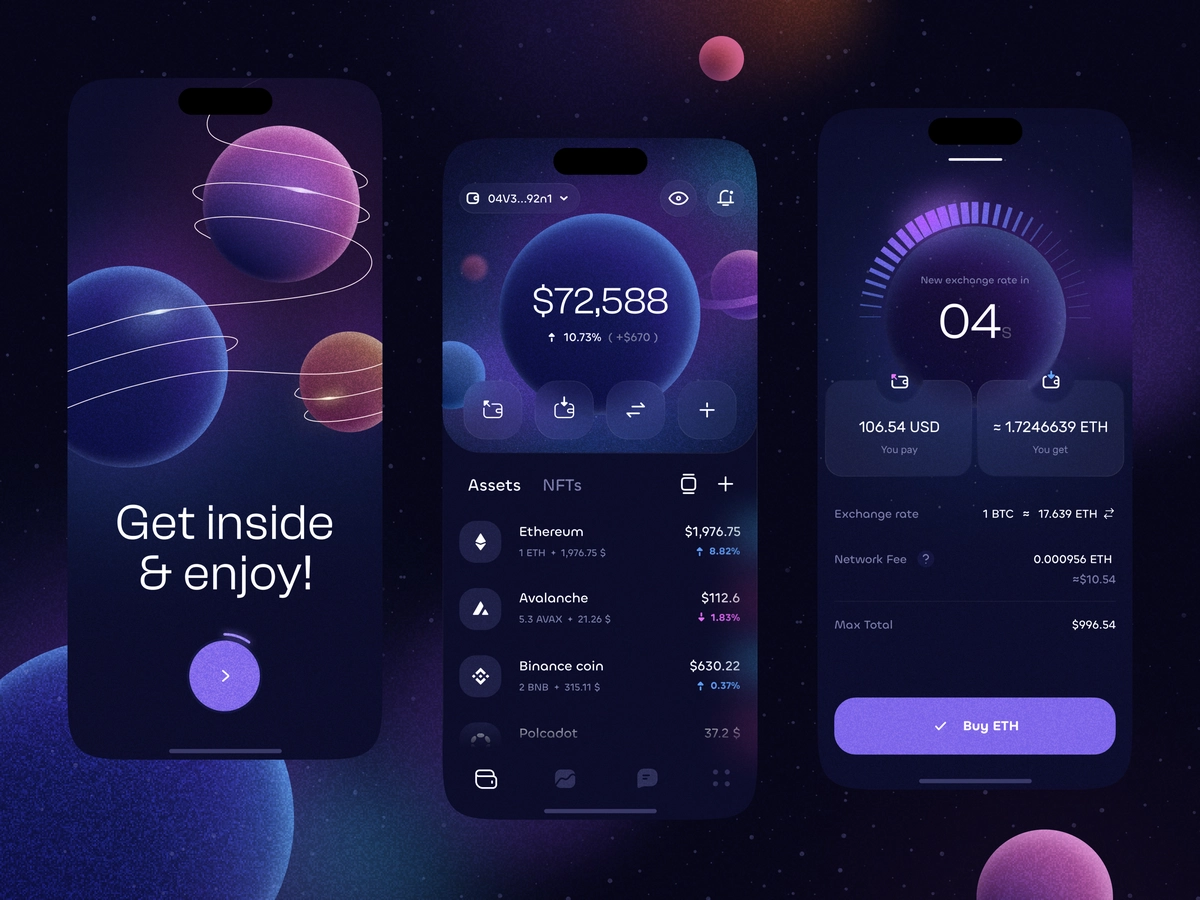 Get inside
& enjoy!
04V3...92n1
$72,588
10.73% ( +$670 )
Assets NFTs
Ethereum $1,976.75
1 ETH • 1,976.75 $ 8.82%
Avalanche $112.6
5.3 AVAX • 21.26 $ 1.83%
Binance coin $630.22
2 BNB • 315.11 $ 0.37%
Polcadot 37.2 $
New exchange rate in
04s
106.54 USD
You pay
≈ 1.7246639 ETH
You get
Exchange rate 1 BTC ≈ 17.639 ETH
Network Fee ? 0.000956 ETH
≈$10.54
Max Total $996.54
Buy ETH